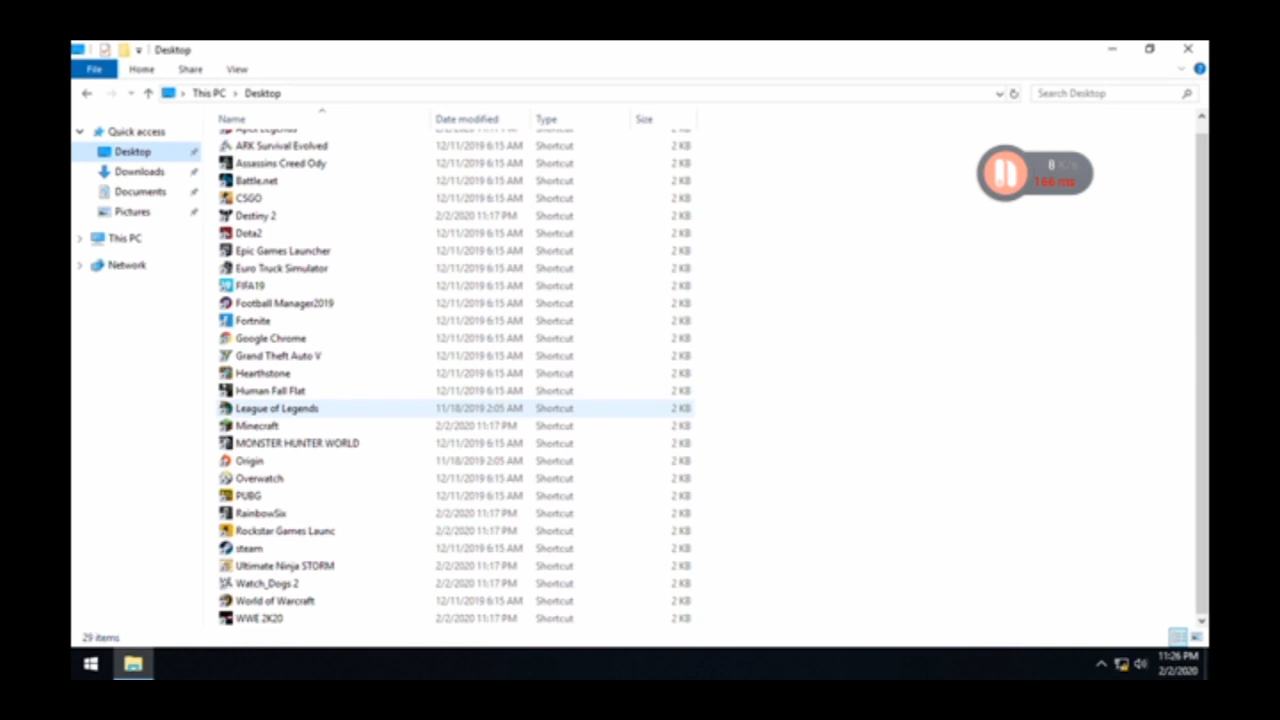 Desktop
File Home Share View
This PC > Desktop
Search Desktop
Name Date modified Type Size
Quick access
Desktop
Downloads
Documents
Pictures
This PC
Network
Apex Legends 2/2/2020 11:17 PM Shortcut 2 KB
ARK Survival Evolved 12/11/2019 6:15 AM Shortcut 2 KB
Assassins Creed Ody 12/11/2019 6:15 AM Shortcut 2 KB
Battle.net 12/11/2019 6:15 AM Shortcut 2 KB
CSGO 12/11/2019 6:15 AM Shortcut 2 KB
Destiny 2 2/2/2020 11:17 PM Shortcut 2 KB
Dota2 12/11/2019 6:15 AM Shortcut 2 KB
Epic Games Launcher 12/11/2019 6:15 AM Shortcut 2 KB
Euro Truck Simulator 12/11/2019 6:15 AM Shortcut 2 KB
FIFA19 12/11/2019 6:15 AM Shortcut 2 KB
Football Manager2019 12/11/2019 6:15 AM Shortcut 2 KB
Fortnite 12/11/2019 6:15 AM Shortcut 2 KB
Google Chrome 12/11/2019 6:15 AM Shortcut 2 KB
Grand Theft Auto V 12/11/2019 6:15 AM Shortcut 2 KB
Hearthstone 12/11/2019 6:15 AM Shortcut 2 KB
Human Fall Flat 12/11/2019 6:15 AM Shortcut 2 KB
League of Legends 11/18/2019 2:05 AM Shortcut 2 KB
Minecraft 2/2/2020 11:17 PM Shortcut 2 KB
MONSTER HUNTER WORLD 12/11/2019 6:15 AM Shortcut 2 KB
Origin 11/18/2019 2:05 AM Shortcut 2 KB
Overwatch 12/11/2019 6:15 AM Shortcut 2 KB
PUBG 12/11/2019 6:15 AM Shortcut 2 KB
RainbowSix 2/2/2020 11:17 PM Shortcut 2 KB
Rockstar Games Launc 2/2/2020 11:17 PM Shortcut 2 KB
steam 12/11/2019 6:15 AM Shortcut 2 KB
Ultimate Ninja STORM 2/2/2020 11:17 PM Shortcut 2 KB
Watch_Dogs 2 2/2/2020 11:17 PM Shortcut 2 KB
World of Warcraft 12/11/2019 6:15 AM Shortcut 2 KB
WWE 2K20 2/2/2020 11:17 PM Shortcut 2 KB
8 K/s
166 ms
29 items
11:26 PM
2/2/2020